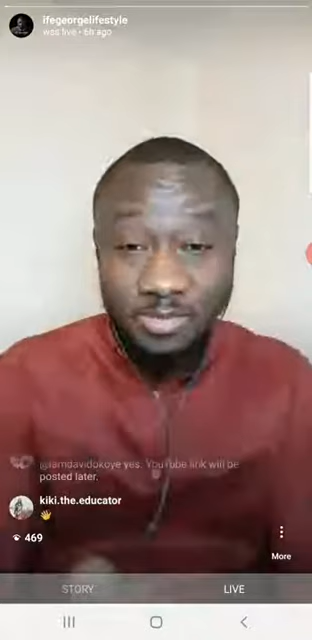 ifegeorgelifestyle
was live • 6h ago
@iamdavidokoye yes. YouTube link will be
posted later.
kiki.the.educator
👋
469
More
STORY
LIVE